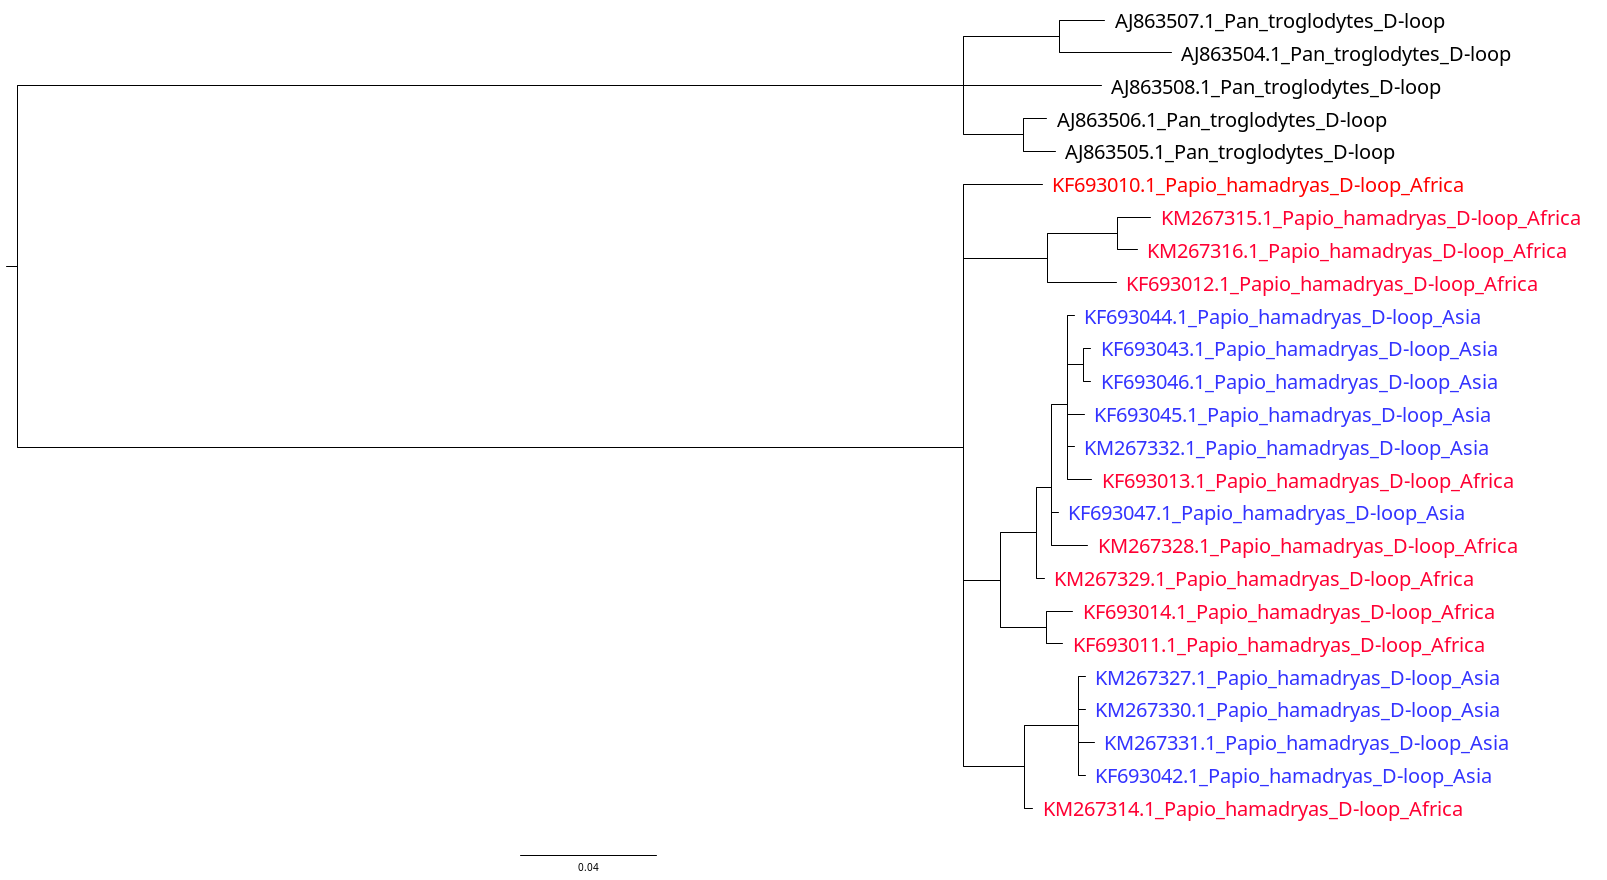 AJ863507.1_Pan_troglodytes_D-loop
AJ863504.1_Pan_troglodytes_D-loop
AJ863508.1_Pan_troglodytes_D-loop
AJ863506.1_Pan_troglodytes_D-loop
AJ863505.1_Pan_troglodytes_D-loop
KF693010.1_Papio_hamadryas_D-loop_Africa
KM267315.1_Papio_hamadryas_D-loop_Africa
KM267316.1_Papio_hamadryas_D-loop_Africa
KF693012.1_Papio_hamadryas_D-loop_Africa
KF693044.1_Papio_hamadryas_D-loop_Asia
KF693043.1_Papio_hamadryas_D-loop_Asia
KF693046.1_Papio_hamadryas_D-loop_Asia
KF693045.1_Papio_hamadryas_D-loop_Asia
KM267332.1_Papio_hamadryas_D-loop_Asia
KF693013.1_Papio_hamadryas_D-loop_Africa
KF693047.1_Papio_hamadryas_D-loop_Asia
KM267328.1_Papio_hamadryas_D-loop_Africa
KM267329.1_Papio_hamadryas_D-loop_Africa
KF693014.1_Papio_hamadryas_D-loop_Africa
KF693011.1_Papio_hamadryas_D-loop_Africa
KM267327.1_Papio_hamadryas_D-loop_Asia
KM267330.1_Papio_hamadryas_D-loop_Asia
KM267331.1_Papio_hamadryas_D-loop_Asia
KF693042.1_Papio_hamadryas_D-loop_Asia
KM267314.1_Papio_hamadryas_D-loop_Africa
0.04